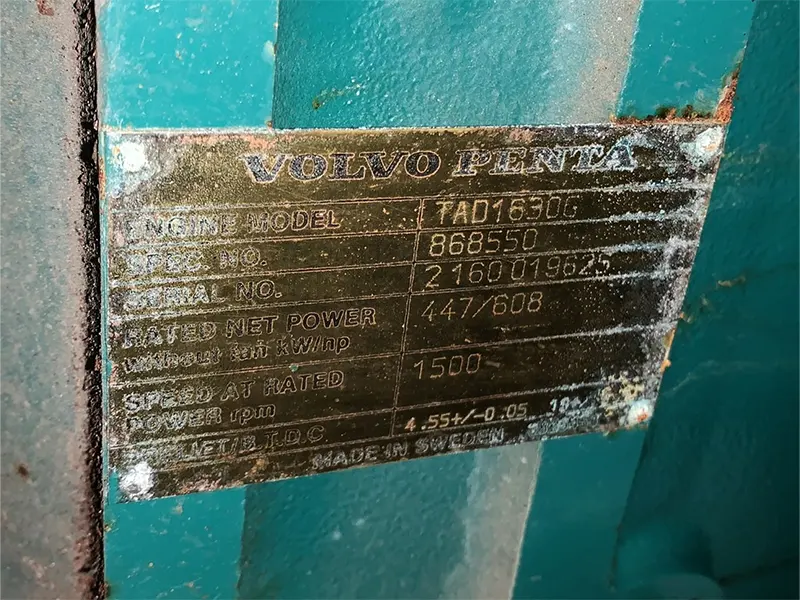 VOLVO PENTA
ENGINE MODEL TAD1630G
SPEC. NO. 868550
SERIAL NO. 2160019625
RATED NET POWER 447/608
without fan kW/hp
SPEED AT RATED 1500
POWER rpm
B.T.D.C 4.55+/-0.05
MADE IN SWEDEN